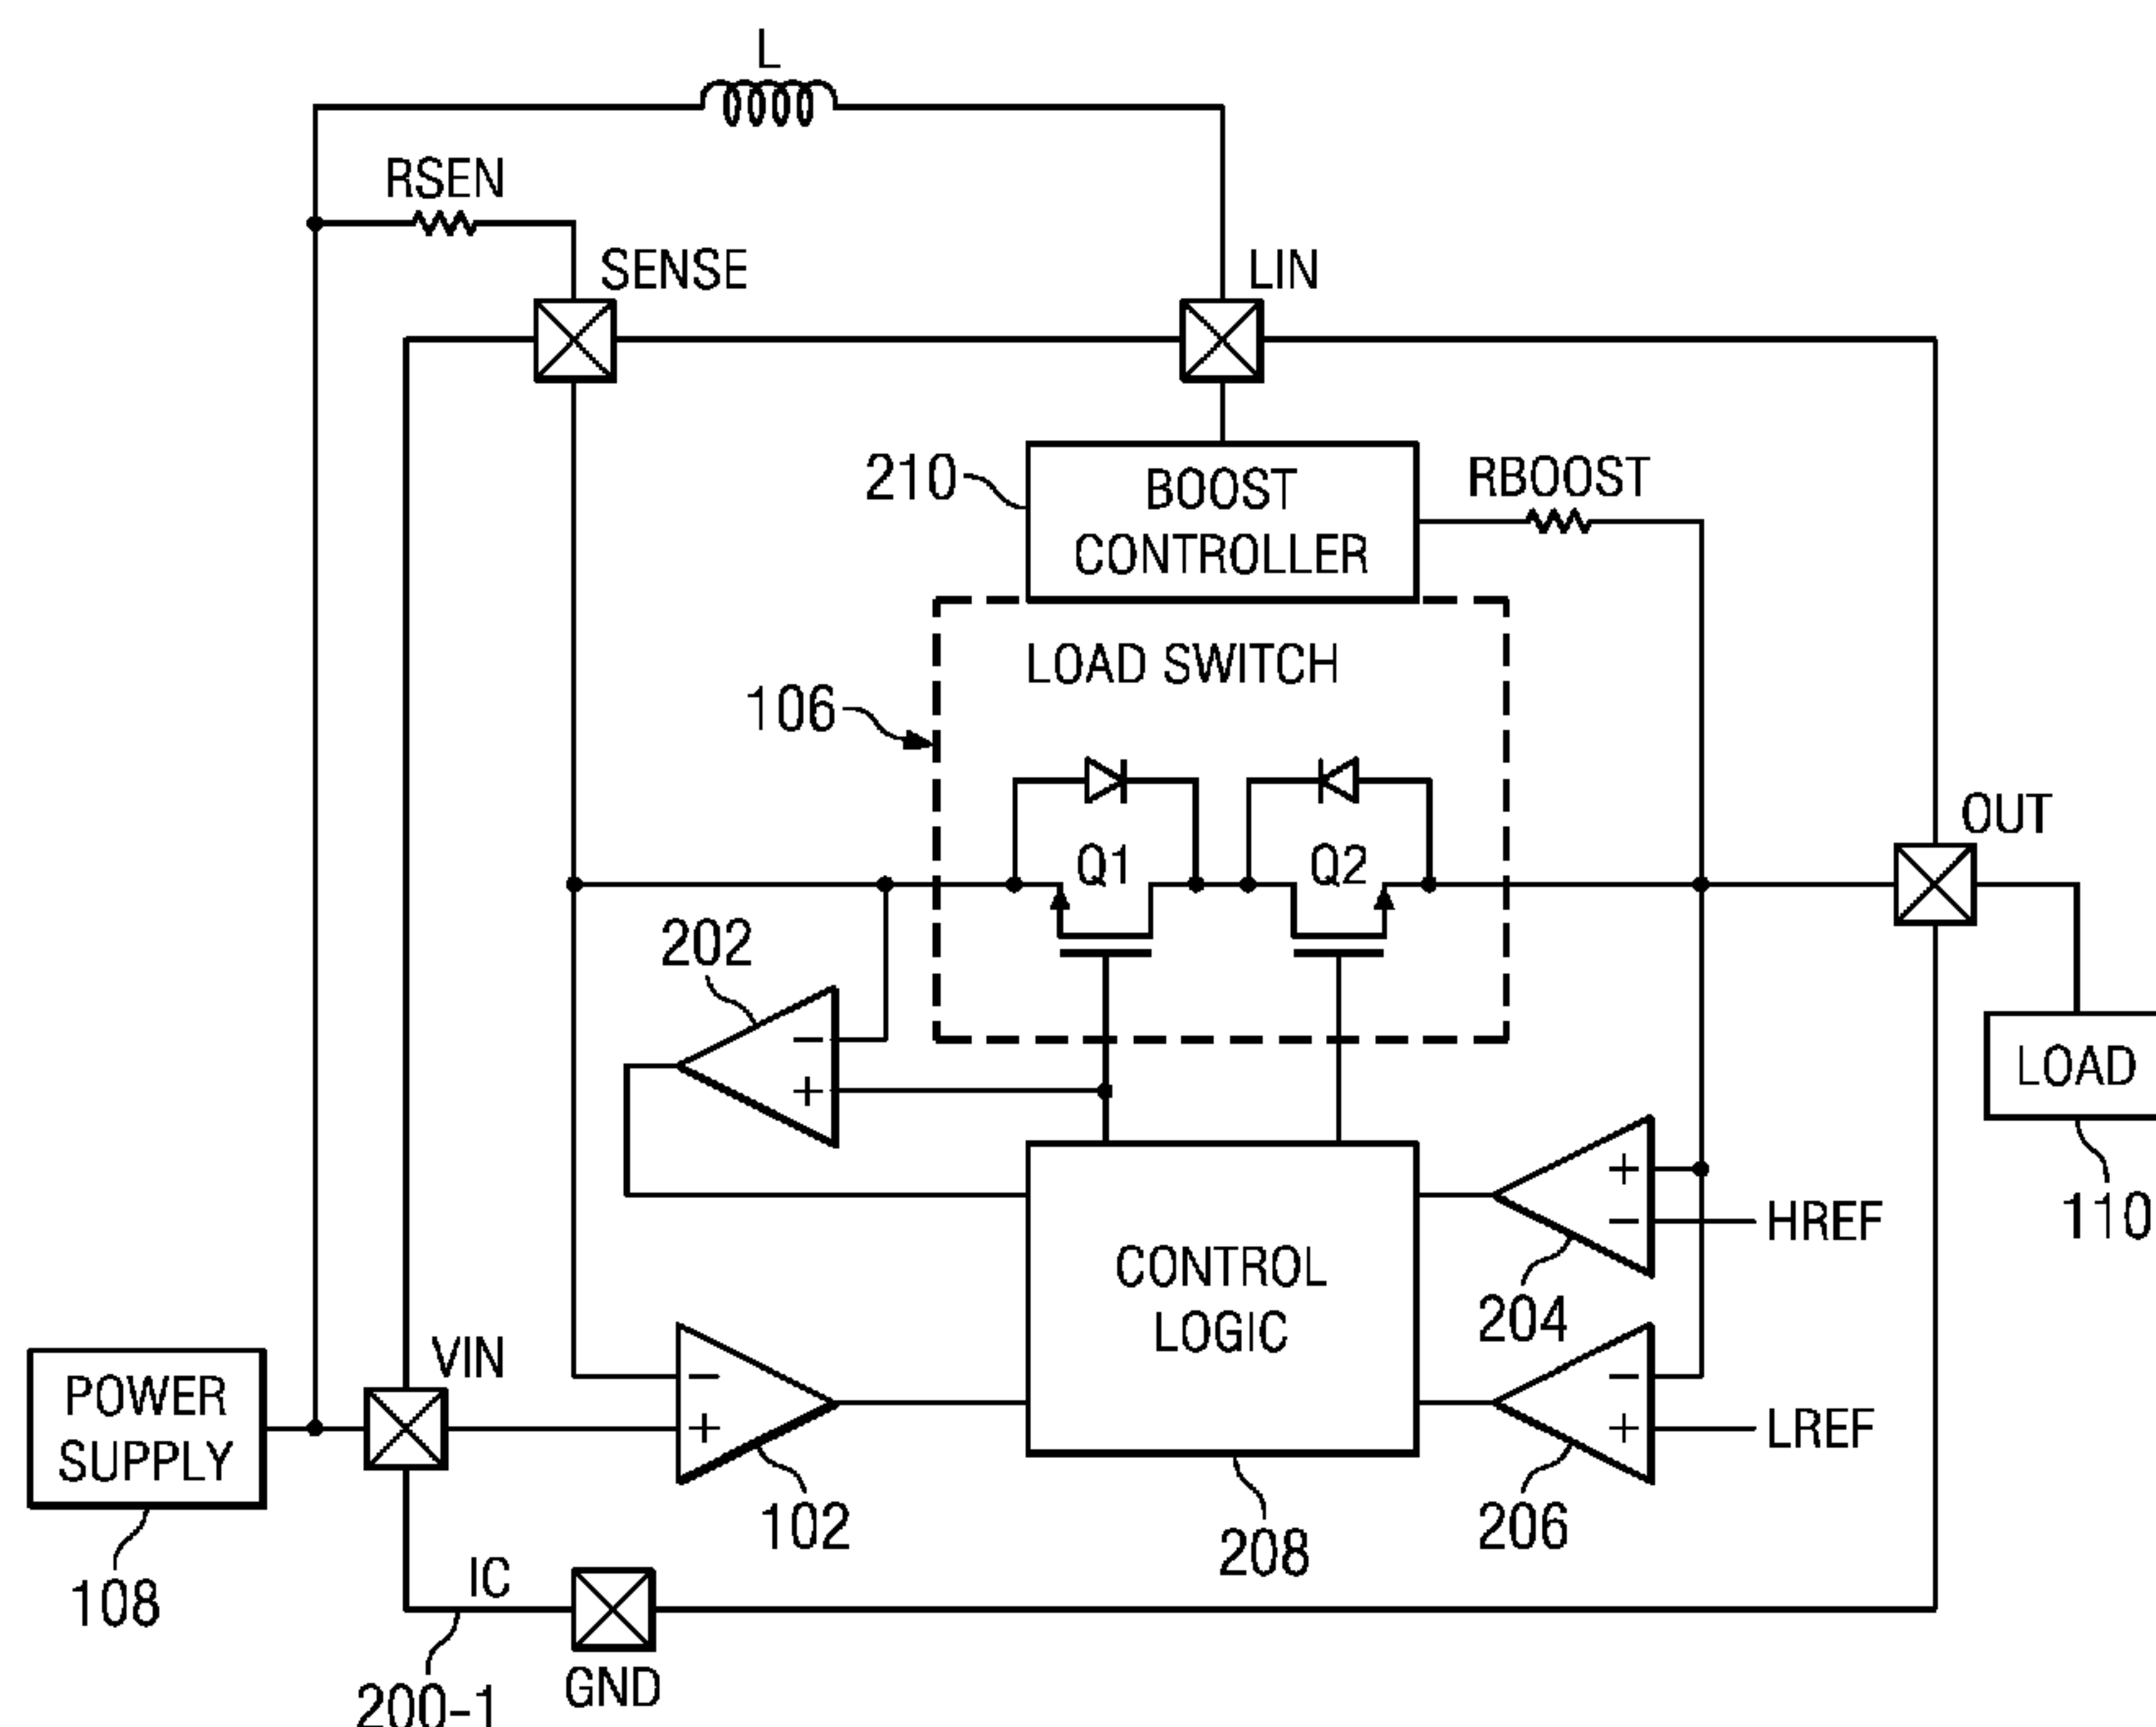 L
RSEN
SENSE
LIN
210
BOOST
CONTROLLER
RBOOST
LOAD SWITCH
106
OUT
Q1
Q2
202
−
+
LOAD
110
+
−
HREF
204
CONTROL
LOGIC
VIN
POWER
SUPPLY
−
+
−
+
LREF
102
206
208
108
IC
200-1
GND